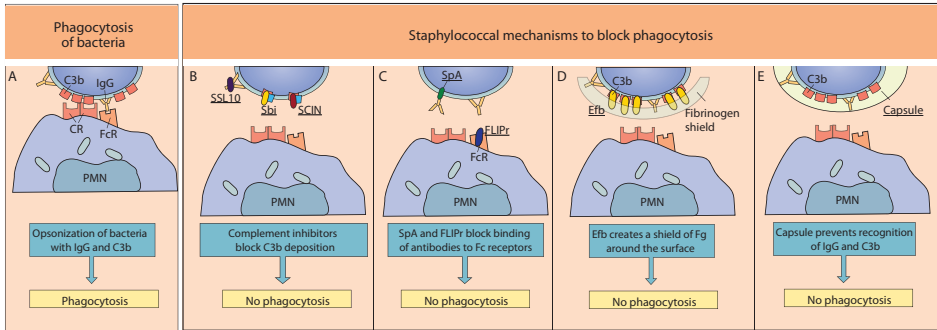 Phagocytosis
of bacteria
Staphylococcal mechanisms to block phagocytosis
A
C3b
IgG
CR
FcR
PMN
Opsonization of bacteria
with IgG and C3b
Phagocytosis
B
SSL10
Sbi
SCIN
PMN
Complement inhibitors
block C3b deposition
No phagocytosis
C
SpA
FLIPr
FcR
PMN
SpA and FLIPr block binding
of antibodies to Fc receptors
No phagocytosis
D
C3b
Efb
Fibrinogen
shield
PMN
Efb creates a shield of Fg
around the surface
No phagocytosis
E
C3b
Capsule
PMN
Capsule prevents recognition
of IgG and C3b
No phagocytosis